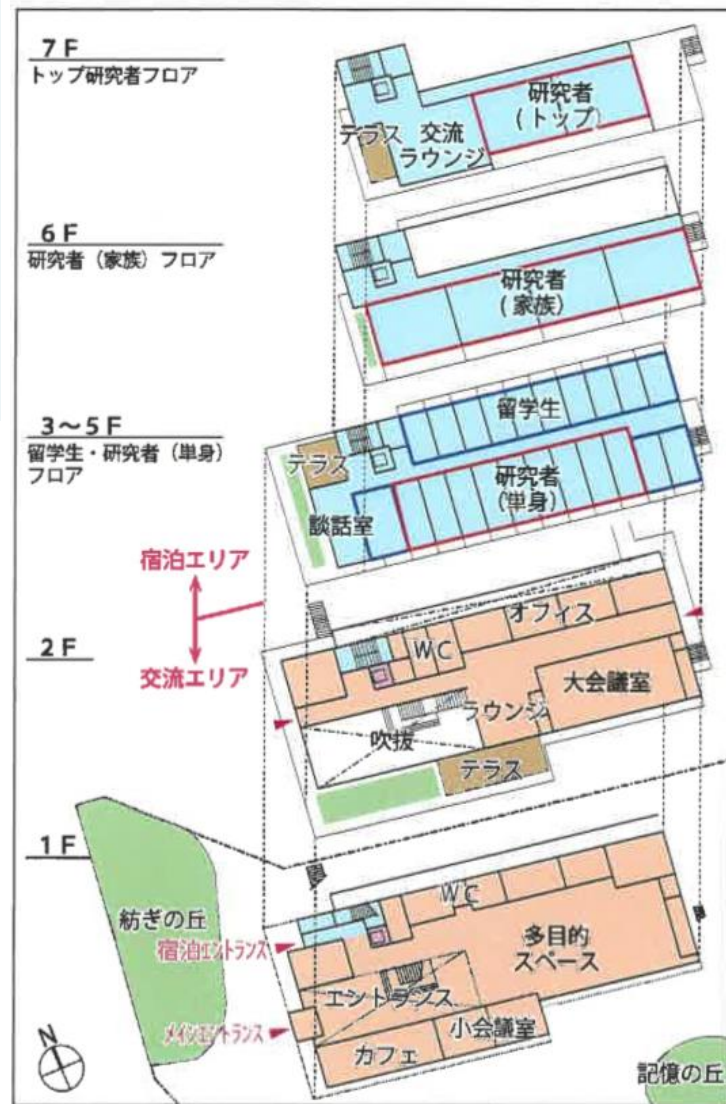 7F
トップ研究者フロア
テラス
交流
ラウンジ
研究者
(トップ)
6F
研究者（家族）フロア
研究者
(家族)
3～5F
留学生・研究者（単身）
フロア
テラス
談話室
留学生
研究者
(単身)
宿泊エリア
交流エリア
2F
オフィス
WC
大会議室
ラウンジ
吹抜
テラス
1F
紡ぎの丘
宿泊エントランス
メインエントランス
WC
多目的
スペース
エントランス
小会議室
カフェ
N
記憶の丘